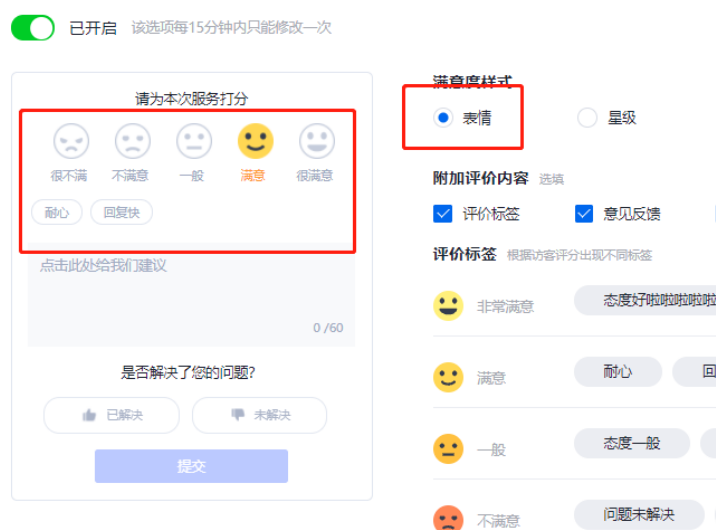 已开启 该选项每15分钟内只能修改一次
请为本次服务打分
很不满 不满意 一般 满意 很满意
耐心 回复快
点击此处给我们建议
0 /60
是否解决了您的问题?
已解决 未解决
提交
满意度样式
表情 星级
附加评价内容 选填
评价标签 意见反馈
评价标签 根据访客评分出现不同标签
非常满意 态度好啦啦啦啦啦
满意 耐心 回
一般 态度一般
不满意 问题未解决